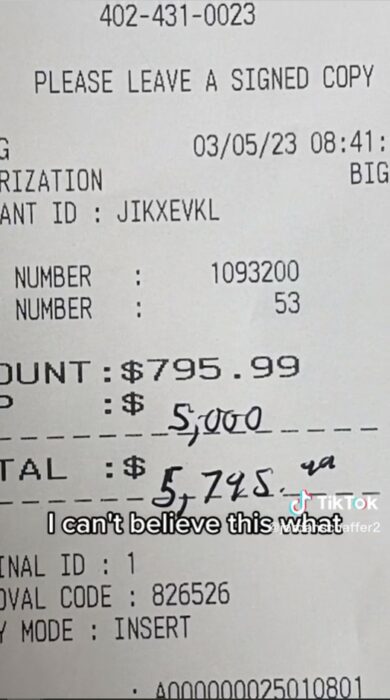 402-431-0023
PLEASE LEAVE A SIGNED COPY
G 03/05/23 08:41:
RIZATION BIG
ANT ID : JIKXEVKL
NUMBER : 1093200
NUMBER : 53
OUNT:$795.99
P :$ 5,000
TAL :$ 5,795.99
TikTok
I can't believe this what
INAL ID : 1
OVAL CODE : 826526
Y MODE : INSERT
: A000000025010801